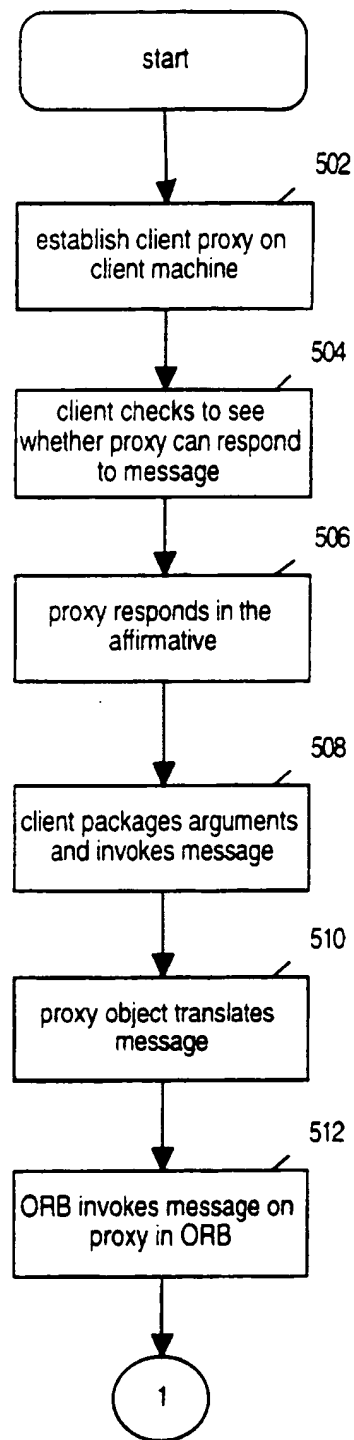 start
502
establish client proxy on
client machine
504
client checks to see
whether proxy can respond
to message
506
proxy responds in the
affirmative
508
client packages arguments
and invokes message
510
proxy object translates
message
512
ORB invokes message on
proxy in ORB
1